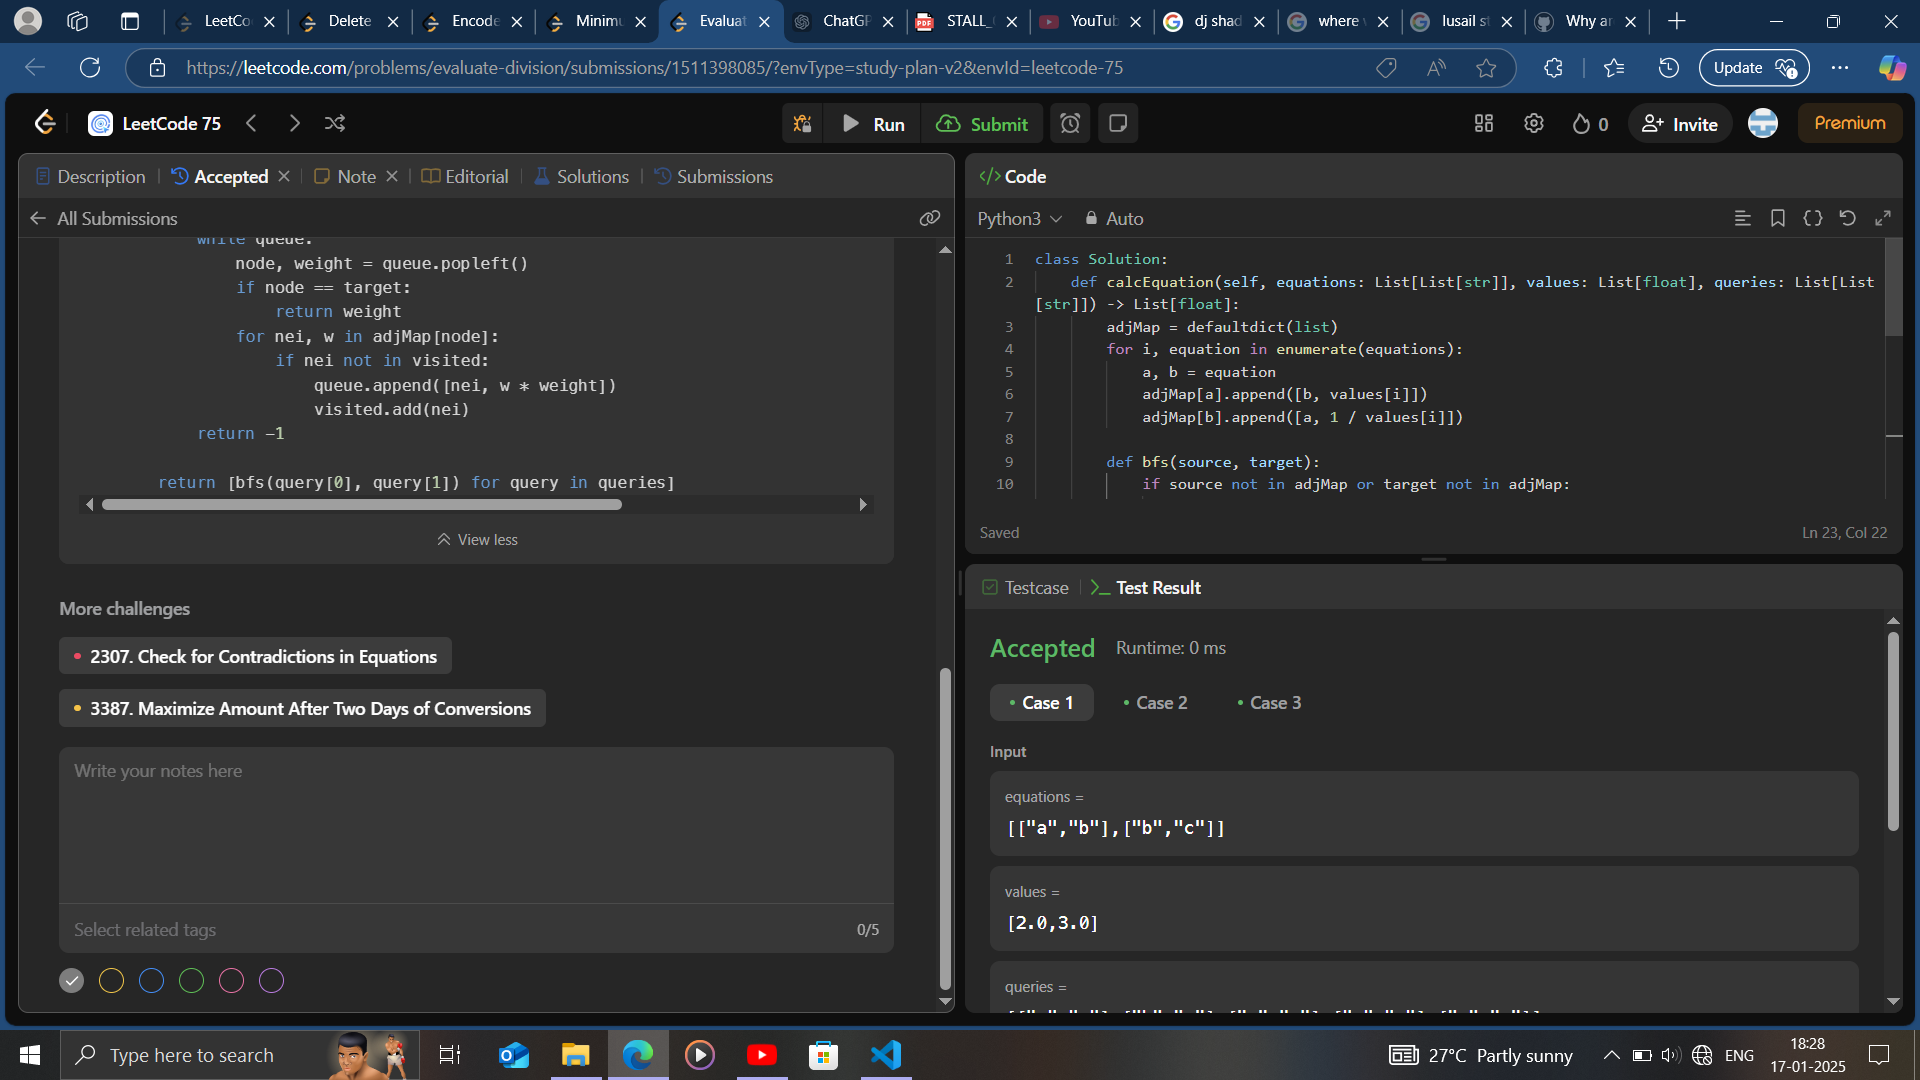 LeetCo
Delete
Encode
Minimu
Evaluat
ChatGP
STALL_
YouTub
dj shad
where
lusail st
Why ar
https://leetcode.com/problems/evaluate-division/submissions/1511398085/?envType=study-plan-v2&envId=leetcode-75
Update
LeetCode 75
Run
Submit
0
Invite
Premium
Description
Accepted
Note
Editorial
Solutions
Submissions
All Submissions
while queue:
node, weight = queue.popleft()
if node == target:
return weight
for nei, w in adjMap[node]:
if nei not in visited:
queue.append([nei, w * weight])
visited.add(nei)
return -1
return [bfs(query[0], query[1]) for query in queries]
View less
More challenges
2307. Check for Contradictions in Equations
3387. Maximize Amount After Two Days of Conversions
Write your notes here
Select related tags
0/5
</> Code
Python3
Auto
1 class Solution:
2 def calcEquation(self, equations: List[List[str]], values: List[float], queries: List[List
[str]]) -> List[float]:
3 adjMap = defaultdict(list)
4 for i, equation in enumerate(equations):
5 a, b = equation
6 adjMap[a].append([b, values[i]])
7 adjMap[b].append([a, 1 / values[i]])
8
9 def bfs(source, target):
10 if source not in adjMap or target not in adjMap:
Saved
Ln 23, Col 22
Testcase
Test Result
Accepted
Runtime: 0 ms
Case 1
Case 2
Case 3
Input
equations =
[["a","b"],["b","c"]]
values =
[2.0,3.0]
queries =
Type here to search
27°C Partly sunny
ENG
18:28
17-01-2025